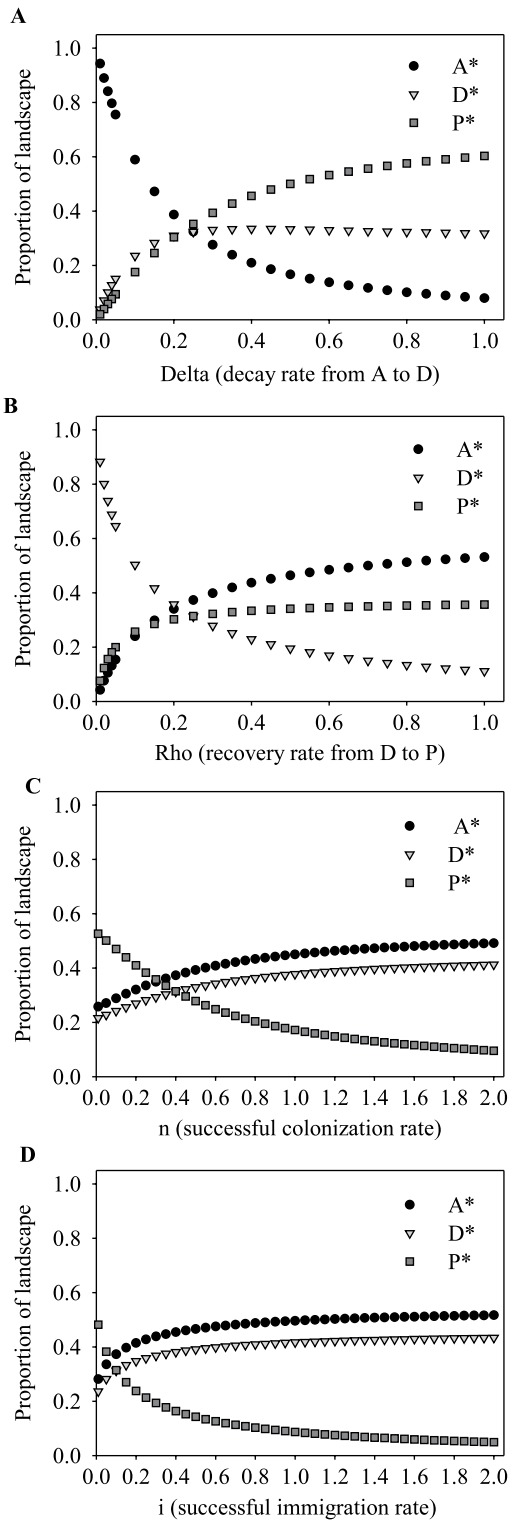 A
1.0
0.8
0.6
0.4
0.2
0.0
Proportion of landscape
A*
D*
P*
0.0 0.2 0.4 0.6 0.8 1.0
Delta (decay rate from A to D)
B
1.0
0.8
0.6
0.4
0.2
0.0
Proportion of landscape
A*
D*
P*
0.0 0.2 0.4 0.6 0.8 1.0
Rho (recovery rate from D to P)
C
1.0
0.8
0.6
0.4
0.2
0.0
Proportion of landscape
A*
D*
P*
0.0 0.2 0.4 0.6 0.8 1.0 1.2 1.4 1.6 1.8 2.0
n (successful colonization rate)
D
1.0
0.8
0.6
0.4
0.2
0.0
Proportion of landscape
A*
D*
P*
0.0 0.2 0.4 0.6 0.8 1.0 1.2 1.4 1.6 1.8 2.0
i (successful immigration rate)